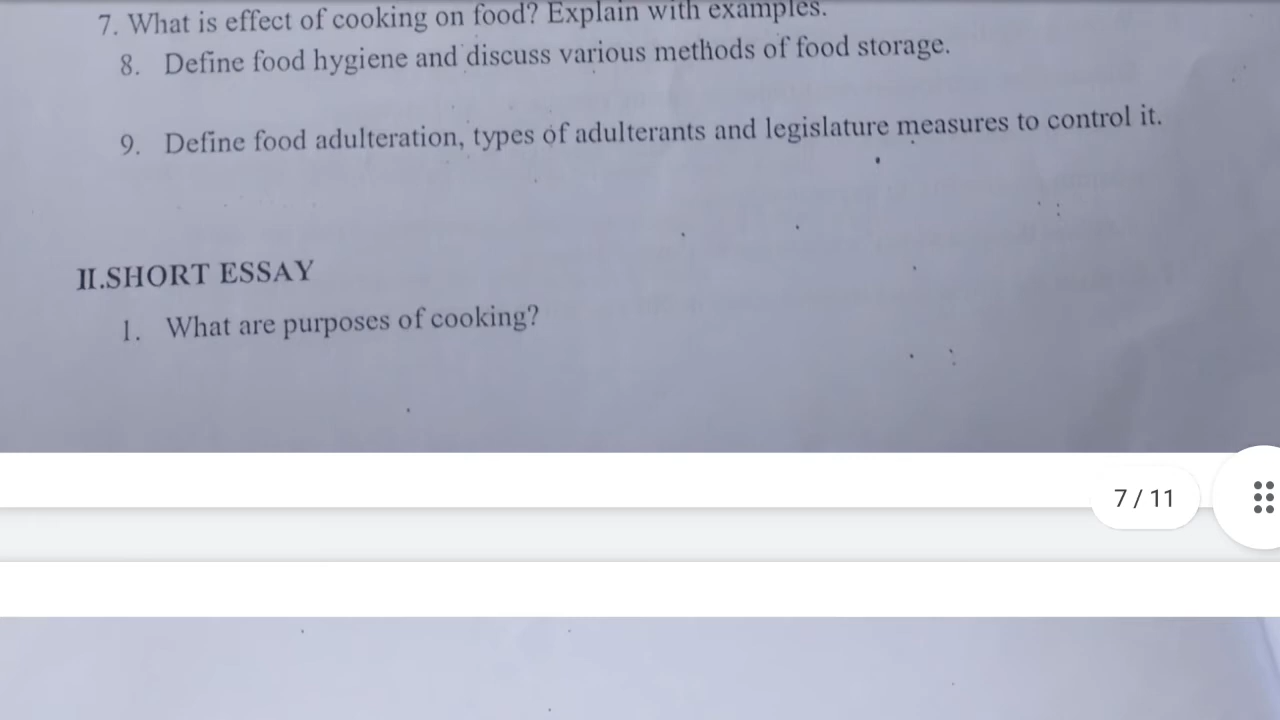 7. What is effect of cooking on food? Explain with examples.
8. Define food hygiene and discuss various methods of food storage.
9. Define food adulteration, types of adulterants and legislature measures to control it.
II.SHORT ESSAY
1. What are purposes of cooking?
7 / 11